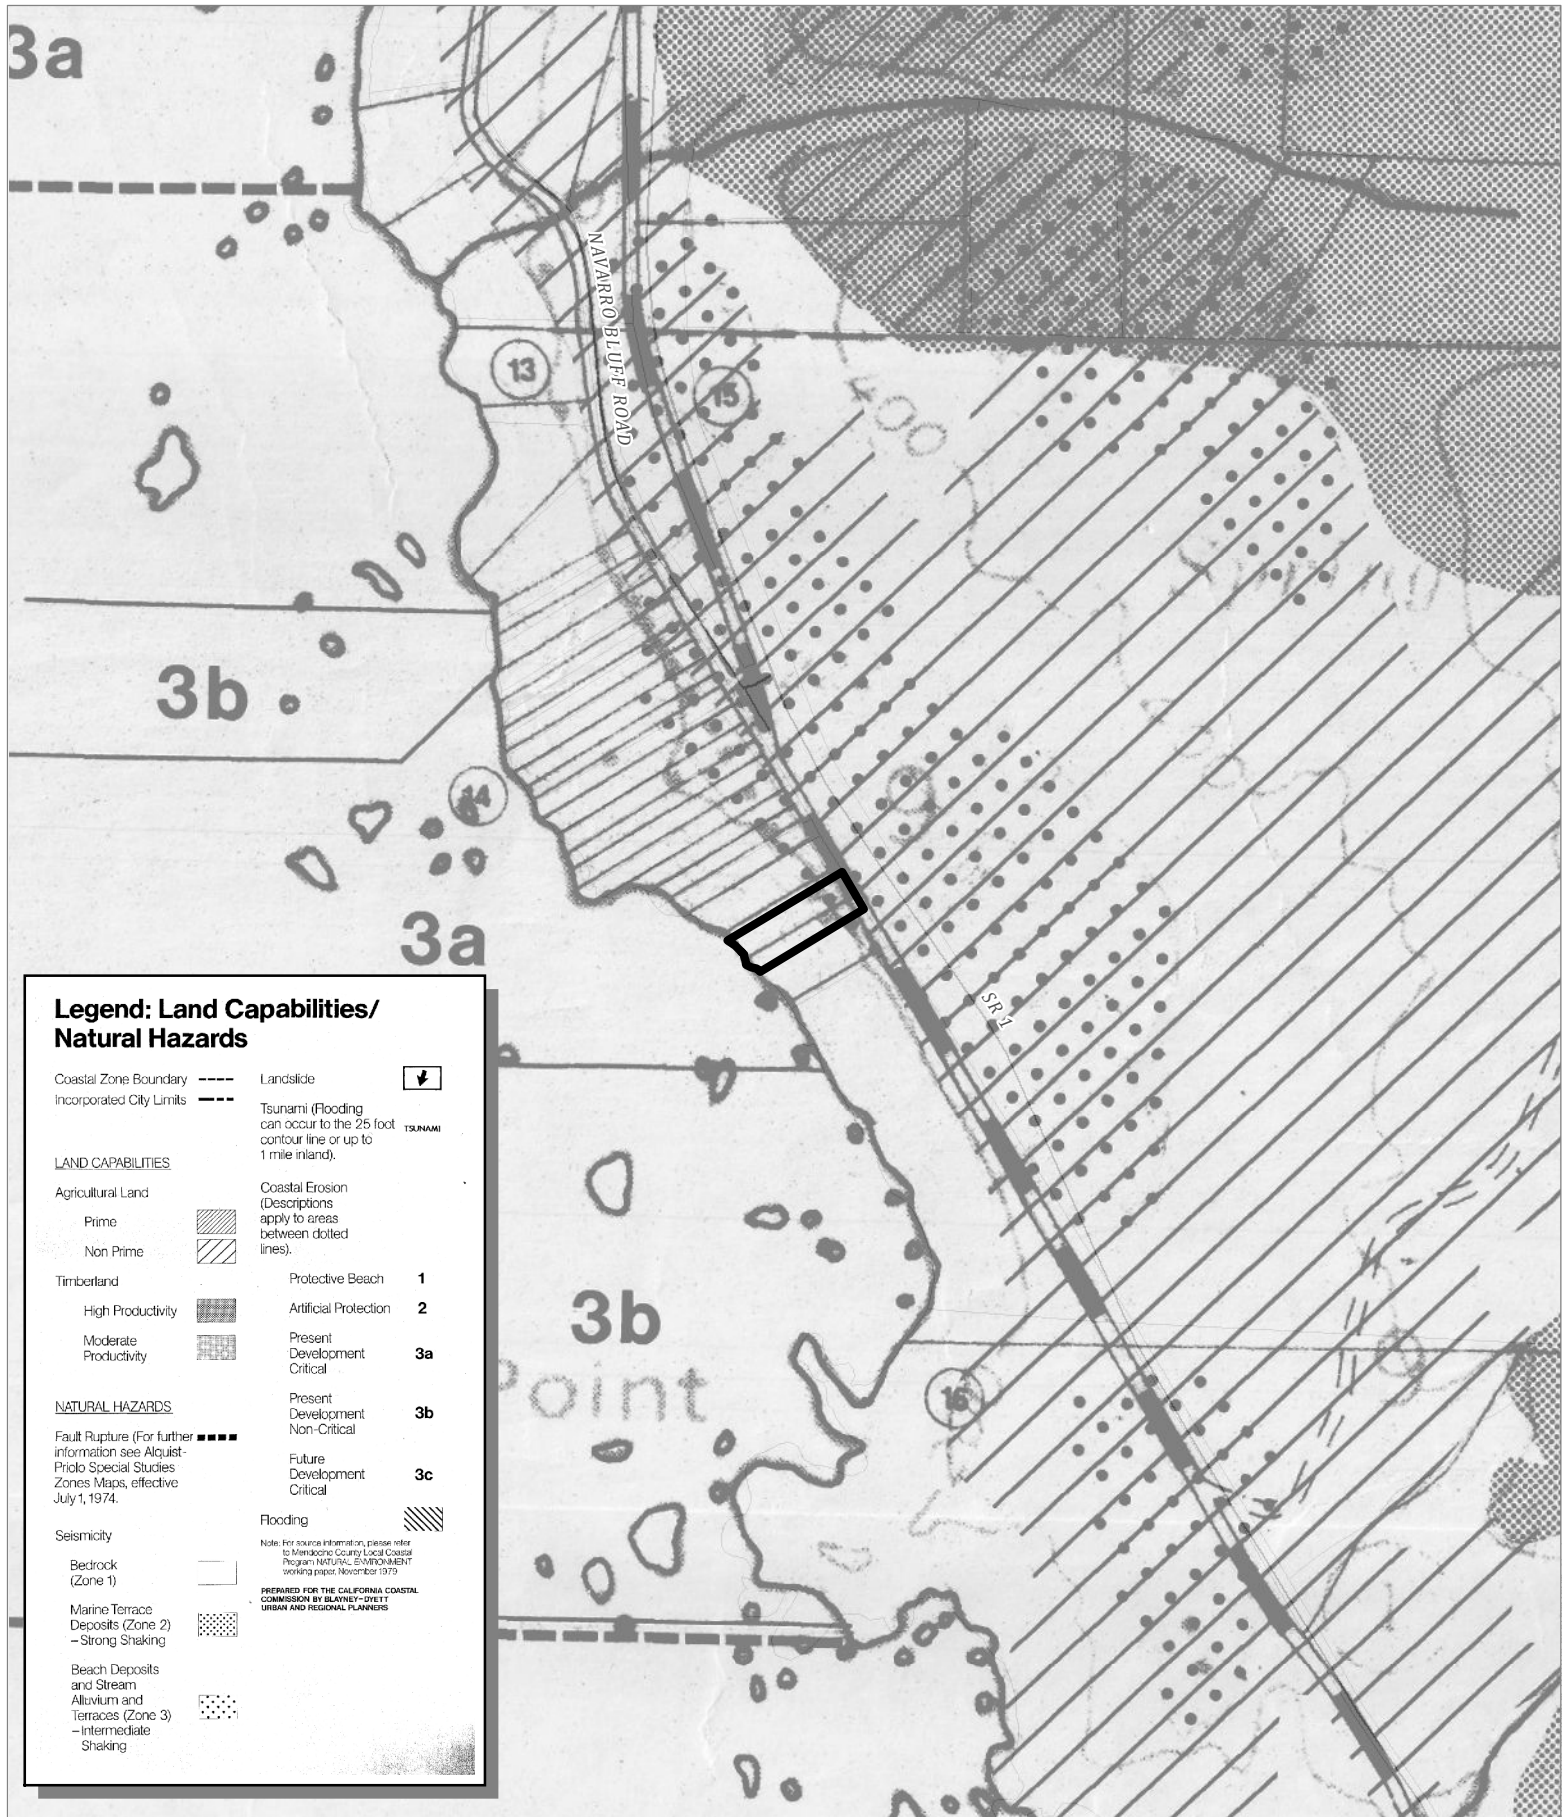 3a
NAVARRO BLUFF ROAD
13
15
400
3b
14
3a
SR 1
3b
Point
16
Legend: Land Capabilities/
Natural Hazards
Coastal Zone Boundary
Incorporated City Limits
LAND CAPABILITIES
Agricultural Land
Prime
Non Prime
Timberland
High Productivity
Moderate
Productivity
NATURAL HAZARDS
Fault Rupture (For further
information see Alquist-
Priolo Special Studies
Zones Maps, effective
July 1, 1974.
Seismicity
Bedrock
(Zone 1)
Marine Terrace
Deposits (Zone 2)
– Strong Shaking
Beach Deposits
and Stream
Alluvium and
Terraces (Zone 3)
– Intermediate
Shaking
Landslide
Tsunami (Flooding
can occur to the 25 foot
contour line or up to
1 mile inland).
TSUNAMI
Coastal Erosion
(Descriptions
apply to areas
between dotted
lines).
Protective Beach 1
Artificial Protection 2
Present
Development
Critical
3a
Present
Development
Non-Critical
3b
Future
Development
Critical
3c
Flooding
Note: For source information, please refer
to Mendocino County Local Coastal
Program NATURAL ENVIRONMENT
working paper, November 1979
PREPARED FOR THE CALIFORNIA COASTAL
COMMISSION BY BLAYNEY-DYETT
URBAN AND REGIONAL PLANNERS